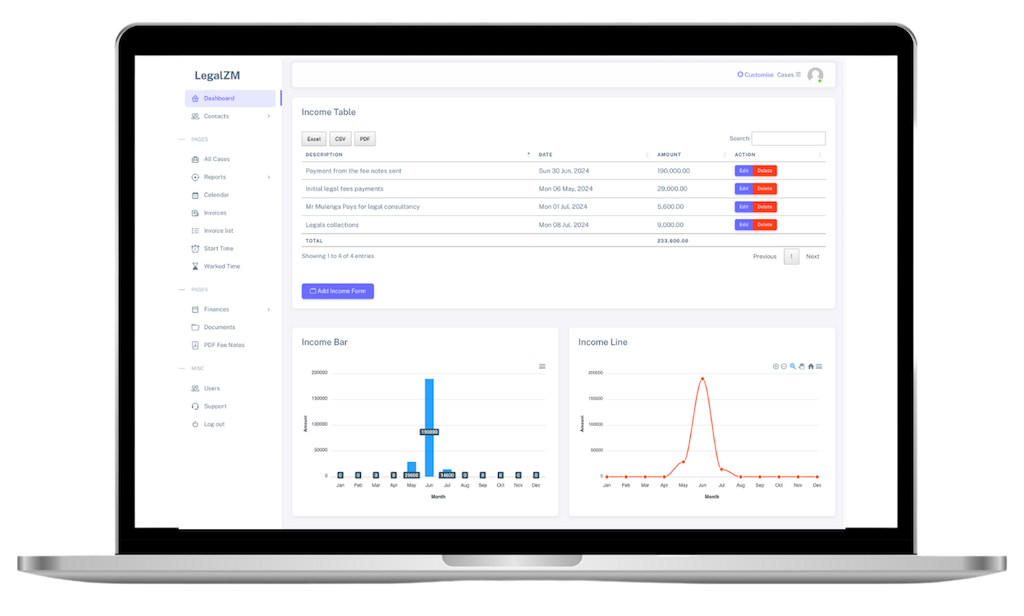 LegalZM
Dashboard
Contacts
PAGES
All Cases
Reports
Calendar
Invoices
Invoice list
Start Time
Worked Time
PAGES
Finances
Documents
PDF Fee Notes
MISC
Users
Support
Log out
Customise Cases
Income Table
Excel CSV PDF
Search:
DESCRIPTION DATE AMOUNT ACTION
Payment from the fee notes sent Sun 30 Jun, 2024 190,000.00 Edit Delete
Initial legal fees payments Mon 06 May, 2024 29,000.00 Edit Delete
Mr Mulenga Pays for legal consultancy Mon 01 Jul, 2024 5,600.00 Edit Delete
Legals collections Mon 08 Jul, 2024 9,000.00 Edit Delete
TOTAL 233,600.00
Showing 1 to 4 of 4 entries
Previous 1 Next
Add Income Form
Income Bar
200000
150000
100000
50000
0
Amount
190000
0 0 0 0 29000 14600 0 0 0 0 0
Jan Feb Mar Apr May Jun Jul Aug Sep Oct Nov Dec
Month
Income Line
200000
150000
100000
50000
0
Amount
Jan Feb Mar Apr May Jun Jul Aug Sep Oct Nov Dec
Month